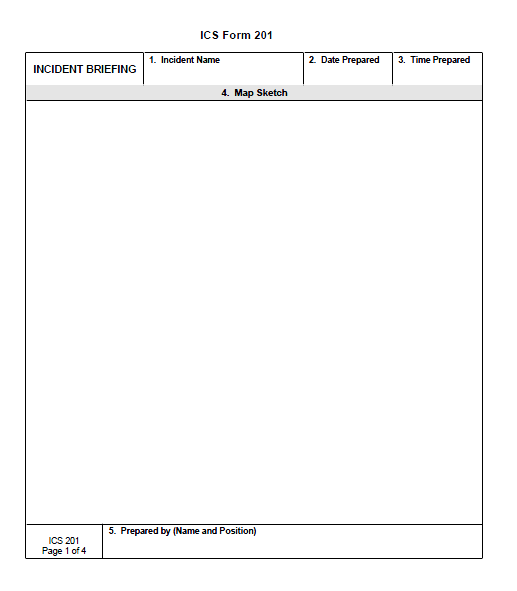 ICS Form 201
INCIDENT BRIEFING
1. Incident Name
2. Date Prepared
3. Time Prepared
4. Map Sketch
ICS 201
Page 1 of 4
5. Prepared by (Name and Position)